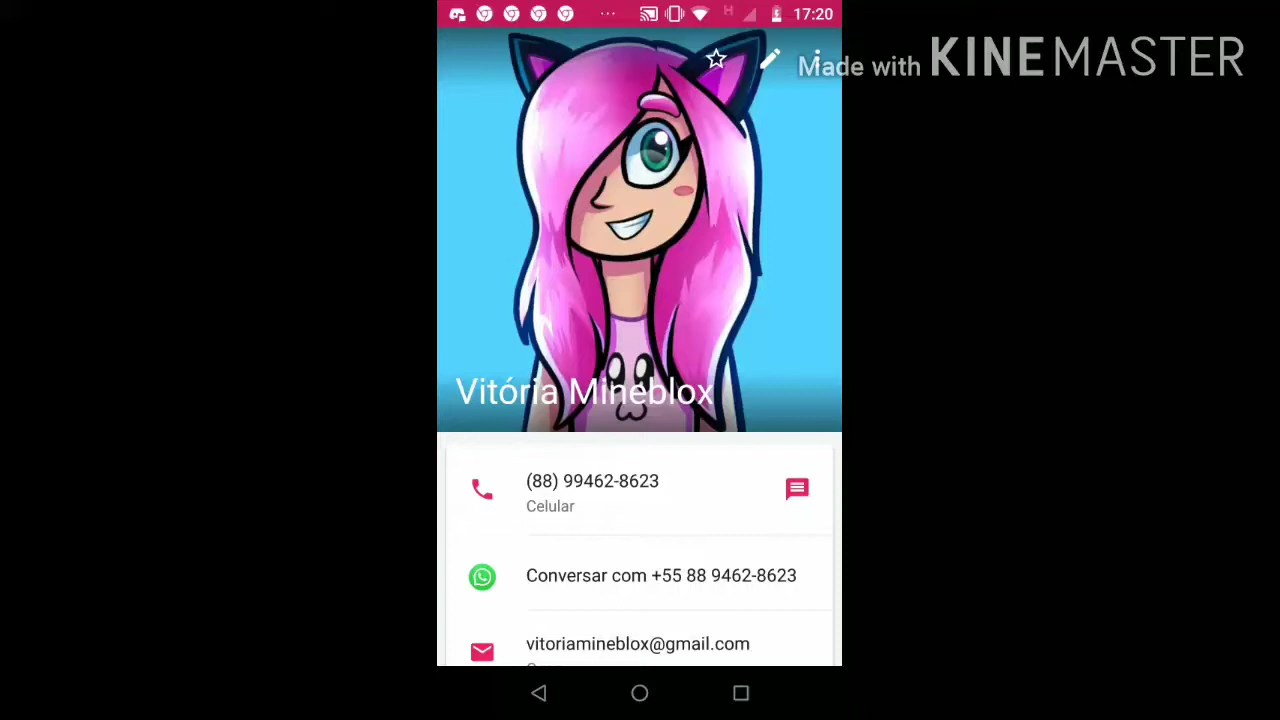 17:20
Made with KINEMASTER
Vitória Mineblox
(88) 99462-8623
Celular
Conversar com +55 88 9462-8623
vitoriamineblox@gmail.com